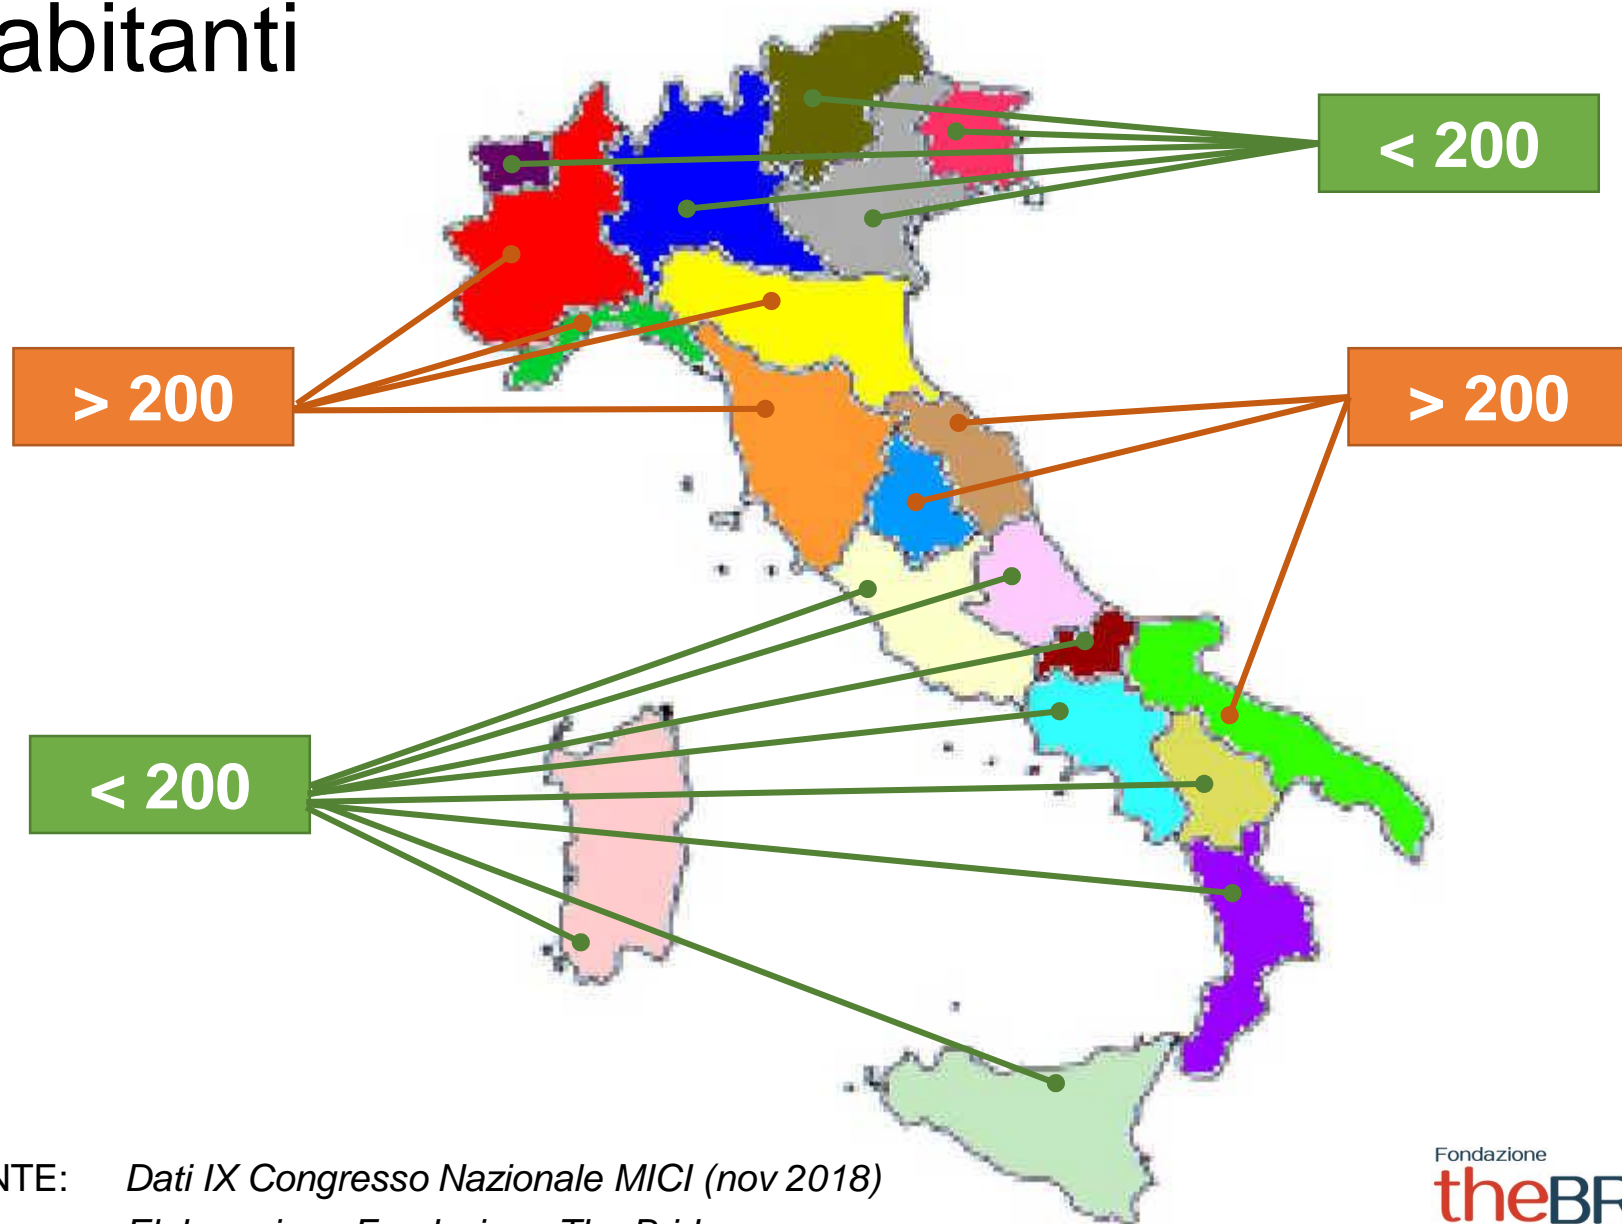 abitanti
< 200
> 200
> 200
< 200
NTE: Dati IX Congresso Nazionale MICI (nov 2018)
Fondazione
theBR